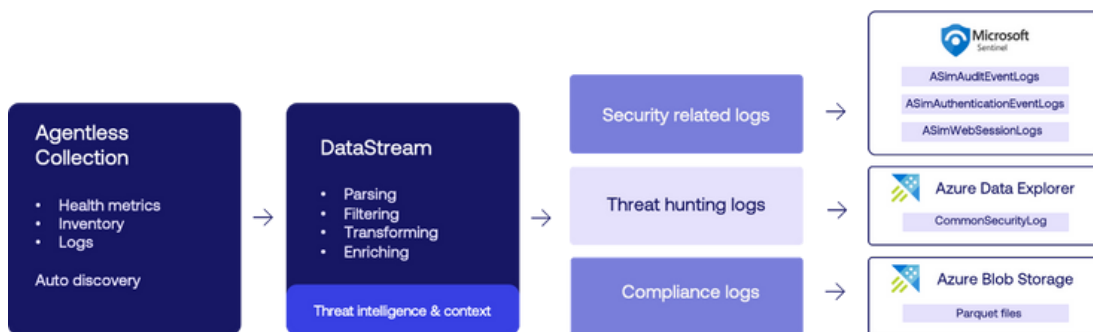 Agentless
Collection
• Health metrics
• Inventory
• Logs
Auto discovery
DataStream
• Parsing
• Filtering
• Transforming
• Enriching
Threat intelligence & context
Security related logs
Threat hunting logs
Compliance logs
Microsoft
Sentinel
ASimAuditEventLogs
ASimAuthenticationEventLogs
ASimWebSessionLogs
Azure Data Explorer
CommonSecurityLog
Azure Blob Storage
Parquet files